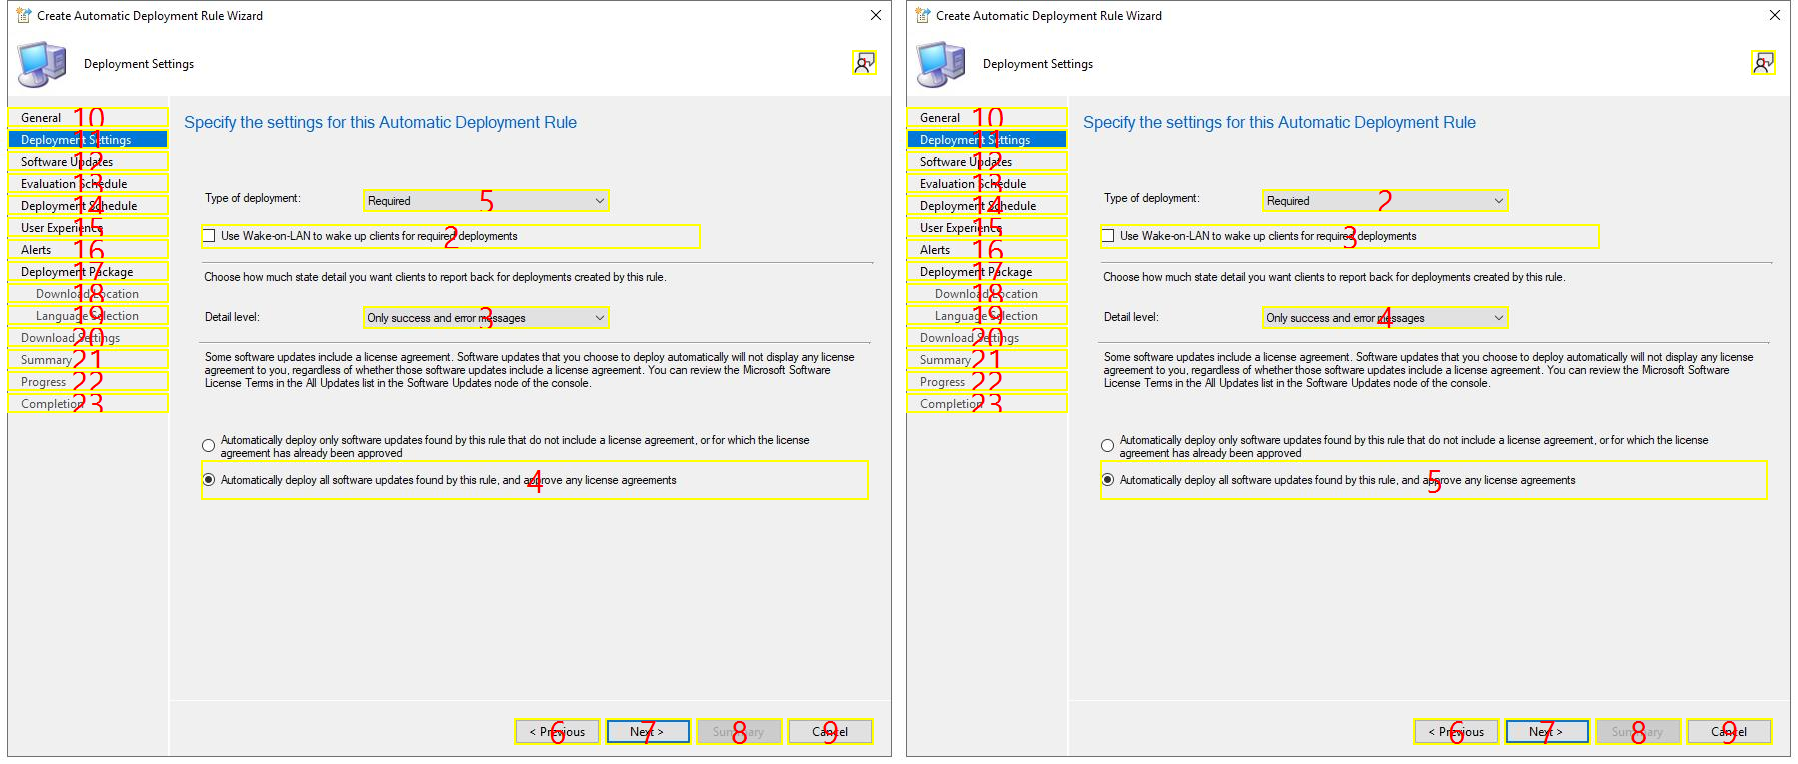 Create Automatic Deployment Rule Wizard
Deployment Settings
General 10
Deployment Settings 11
Software Updates 12
Evaluation Schedule 13
Deployment Schedule 14
User Experience 15
Alerts 16
Deployment Package 17
Download Location 18
Language Selection 19
Download Settings 20
Summary 21
Progress 22
Completion 23
Specify the settings for this Automatic Deployment Rule
Type of deployment: Required 5
Use Wake-on-LAN to wake up clients for required deployments 2
Choose how much state detail you want clients to report back for deployments created by this rule.
Detail level: Only success and error messages 3
Some software updates include a license agreement. Software updates that you choose to deploy automatically will not display any license
agreement to you, regardless of whether those software updates include a license agreement. You can review the Microsoft Software
License Terms in the All Updates list in the Software Updates node of the console.
Automatically deploy only software updates found by this rule that do not include a license agreement, or for which the license
agreement has already been approved
Automatically deploy all software updates found by this rule, and approve any license agreements 4
< Previous 6 Next > 7 Summary 8 Cancel 9
Create Automatic Deployment Rule Wizard
Deployment Settings
General 10
Deployment Settings 11
Software Updates 12
Evaluation Schedule 13
Deployment Schedule 14
User Experience 15
Alerts 16
Deployment Package 17
Download Location 18
Language Selection 19
Download Settings 20
Summary 21
Progress 22
Completion 23
Specify the settings for this Automatic Deployment Rule
Type of deployment: Required 2
Use Wake-on-LAN to wake up clients for required deployments 3
Choose how much state detail you want clients to report back for deployments created by this rule.
Detail level: Only success and error messages 4
Some software updates include a license agreement. Software updates that you choose to deploy automatically will not display any license
agreement to you, regardless of whether those software updates include a license agreement. You can review the Microsoft Software
License Terms in the All Updates list in the Software Updates node of the console.
Automatically deploy only software updates found by this rule that do not include a license agreement, or for which the license
agreement has already been approved
Automatically deploy all software updates found by this rule, and approve any license agreements 5
< Previous 6 Next > 7 Summary 8 Cancel 9